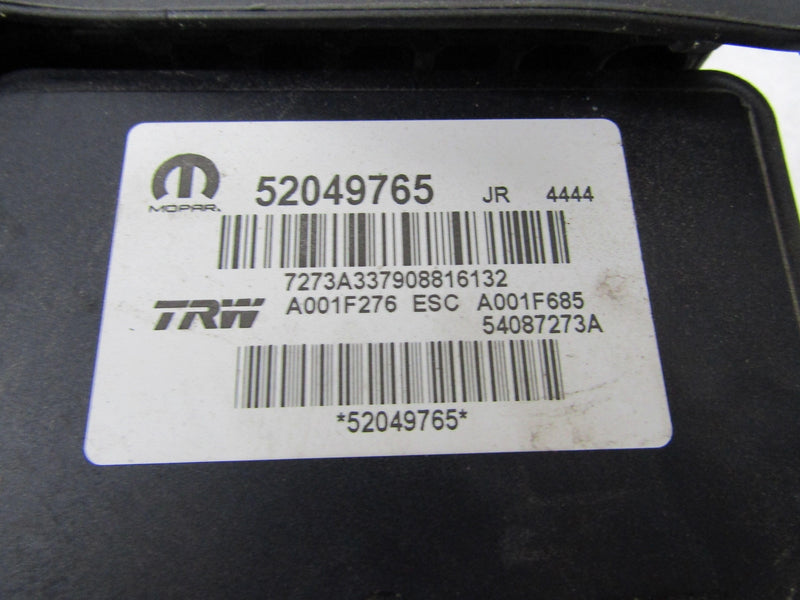 52049765 JR 4444
MOPAR.
7273A337908816132
TRW A001F276 ESC A001F685
54087273A
*52049765*